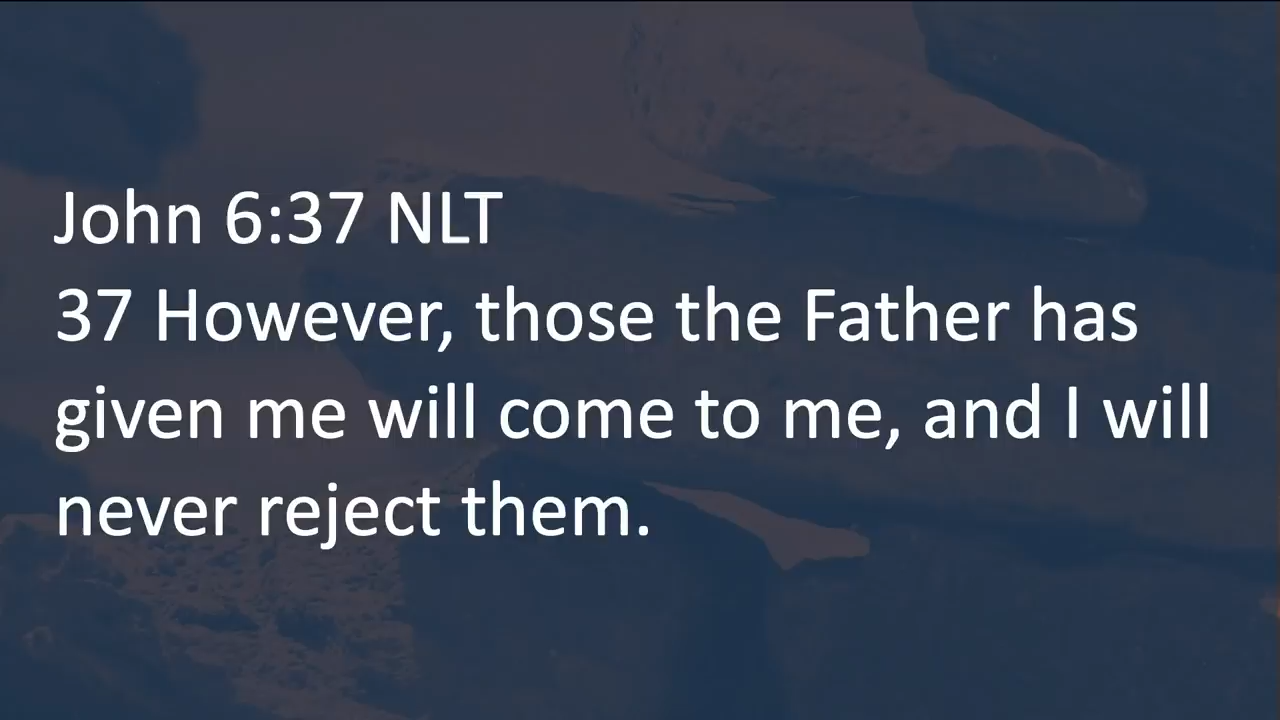 John 6:37 NLT
37 However, those the Father has
given me will come to me, and I will
never reject them.